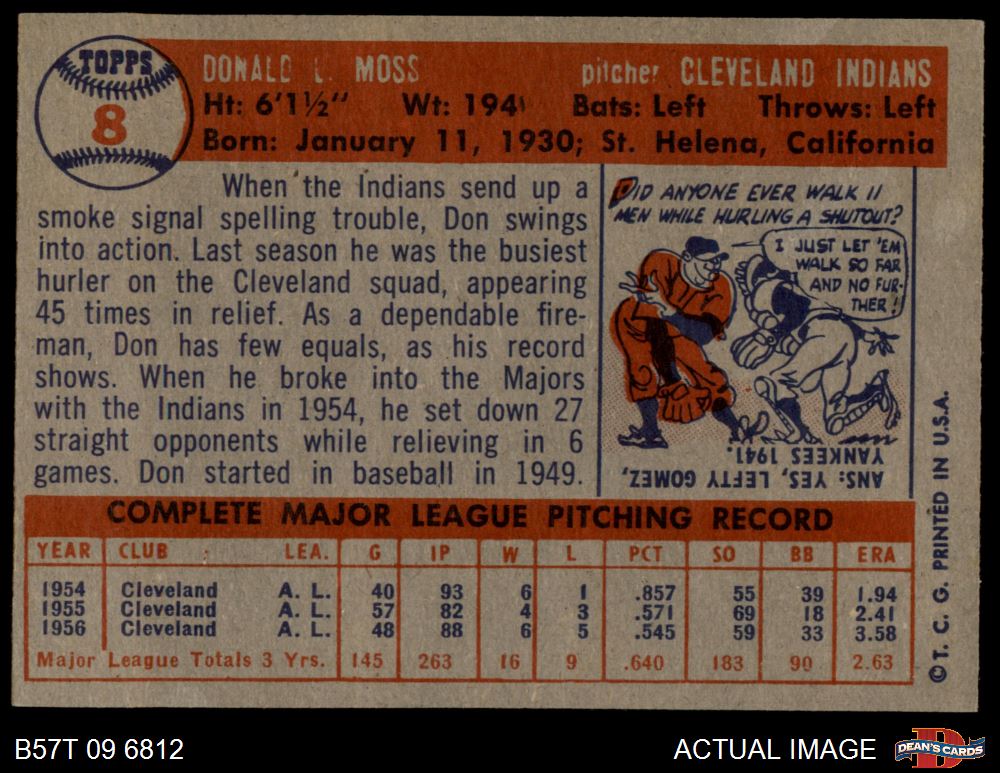 TOPPS
8
DONALD L. MOSS pitcher CLEVELAND INDIANS
Ht: 6'1½" Wt: 194 Bats: Left Throws: Left
Born: January 11, 1930; St. Helena, California
When the Indians send up a
smoke signal spelling trouble, Don swings
into action. Last season he was the busiest
hurler on the Cleveland squad, appearing
45 times in relief. As a dependable fire-
man, Don has few equals, as his record
shows. When he broke into the Majors
with the Indians in 1954, he set down 27
straight opponents while relieving in 6
games. Don started in baseball in 1949.
DID ANYONE EVER WALK 11
MEN WHILE HURLING A SHUTOUT?
I JUST LET 'EM
WALK SO FAR
AND NO FUR-
THER!
ANS: YES, LEFTY GOMEZ,
YANKEES 1941.
COMPLETE MAJOR LEAGUE PITCHING RECORD
YEAR CLUB LEA. G IP W L PCT SO BB ERA
1954 Cleveland A. L. 40 93 6 1 .857 55 39 1.94
1955 Cleveland A. L. 57 82 4 3 .571 69 18 2.41
1956 Cleveland A. L. 48 88 6 5 .545 59 33 3.58
Major League Totals 3 Yrs. 145 263 16 9 .640 183 90 2.63
© T. C. G. PRINTED IN U.S.A.
B57T 09 6812
ACTUAL IMAGE
D
DEAN'S CARDS